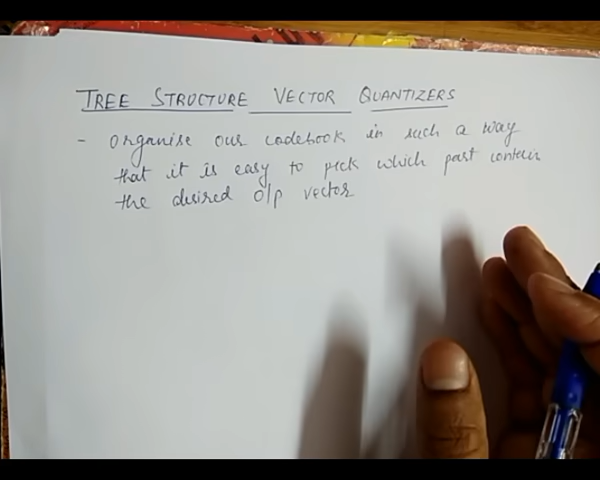 TREE STRUCTURE VECTOR QUANTIZERS
- Organise our codebook in such a way
that it is easy to pick which part contain
the desired o/p vector